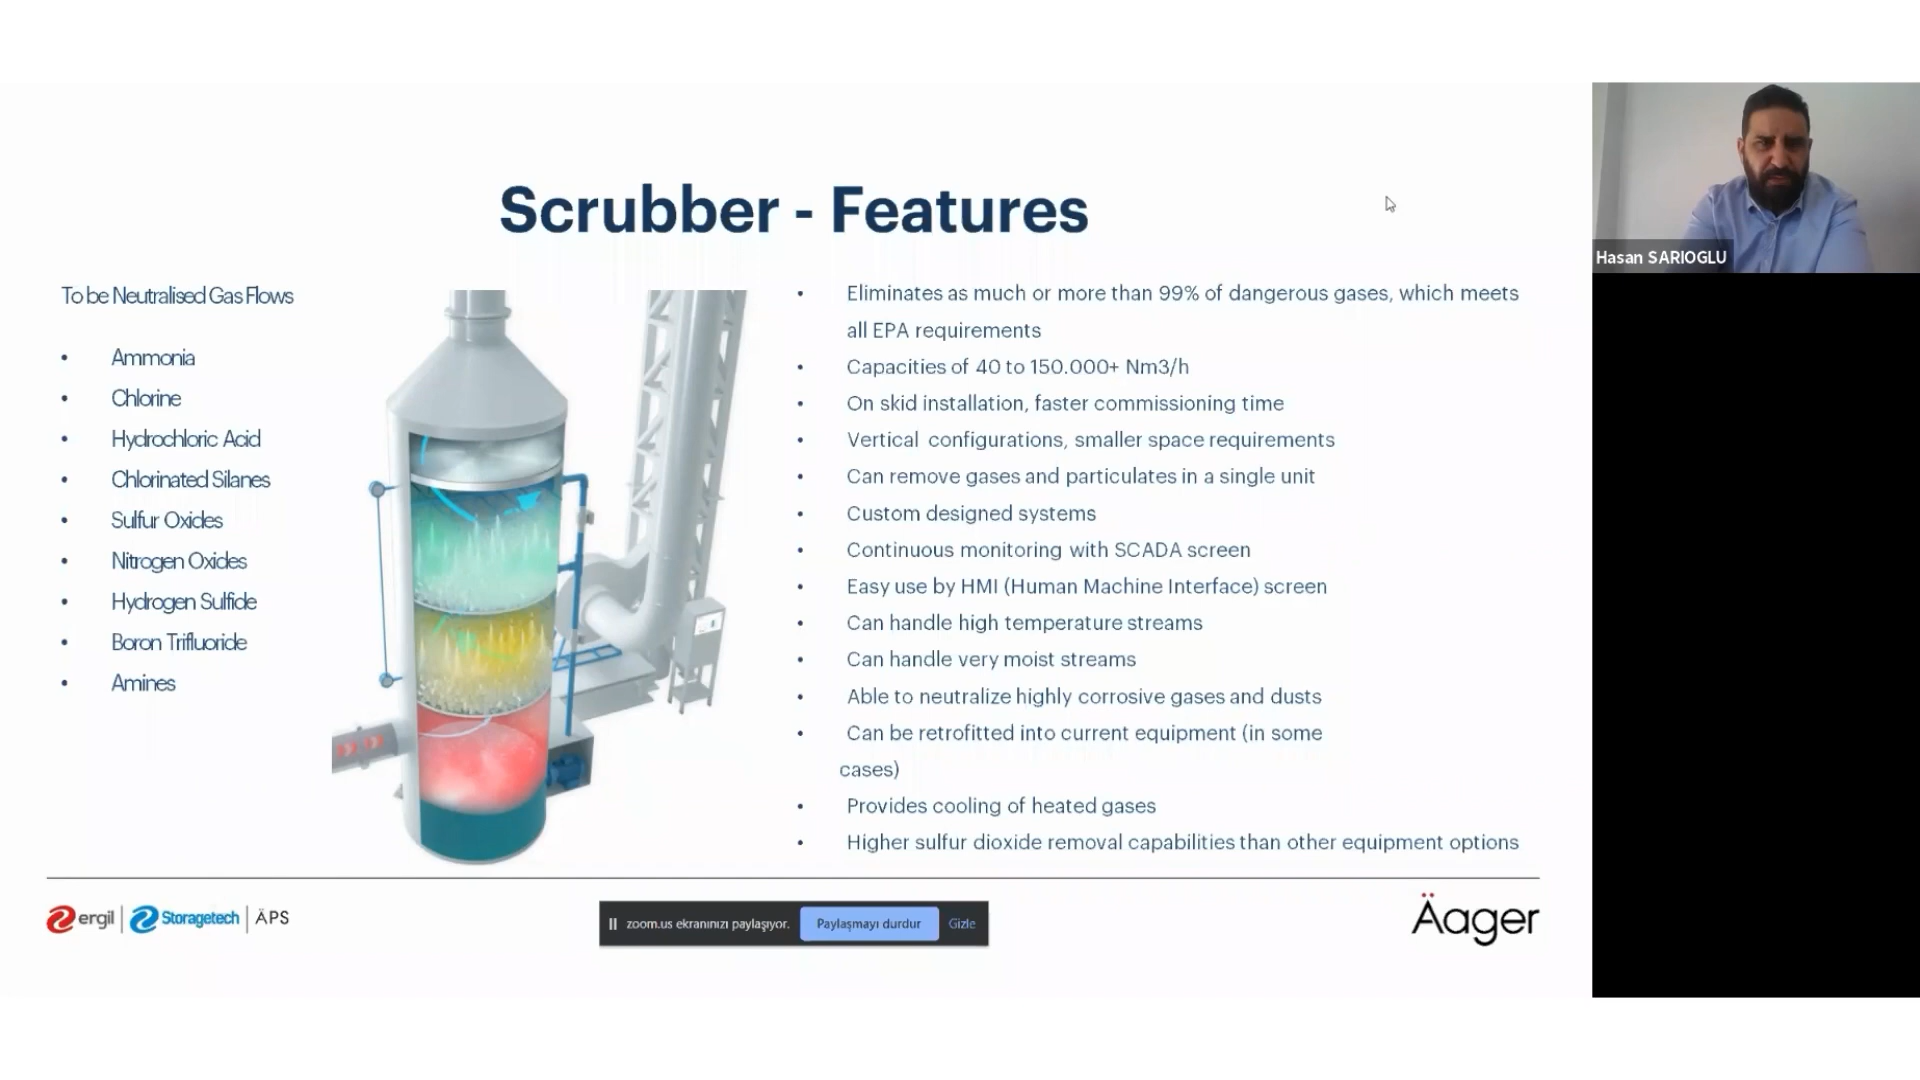 Scrubber - Features
To be Neutralised Gas Flows
• Ammonia
• Chlorine
• Hydrochloric Acid
• Chlorinated Silanes
• Sulfur Oxides
• Nitrogen Oxides
• Hydrogen Sulfide
• Boron Trifluoride
• Amines
• Eliminates as much or more than 99% of dangerous gases, which meets
all EPA requirements
• Capacities of 40 to 150.000+ Nm3/h
• On skid installation, faster commissioning time
• Vertical configurations, smaller space requirements
• Can remove gases and particulates in a single unit
• Custom designed systems
• Continuous monitoring with SCADA screen
• Easy use by HMI (Human Machine Interface) screen
• Can handle high temperature streams
• Can handle very moist streams
• Able to neutralize highly corrosive gases and dusts
• Can be retrofitted into current equipment (in some
cases)
• Provides cooling of heated gases
• Higher sulfur dioxide removal capabilities than other equipment options
ergil | Storagetech | ÄPS
zoom.us ekranınızı paylaşıyor. Paylaşmayı durdur Gizle
Äager
Hasan SARIOGLU